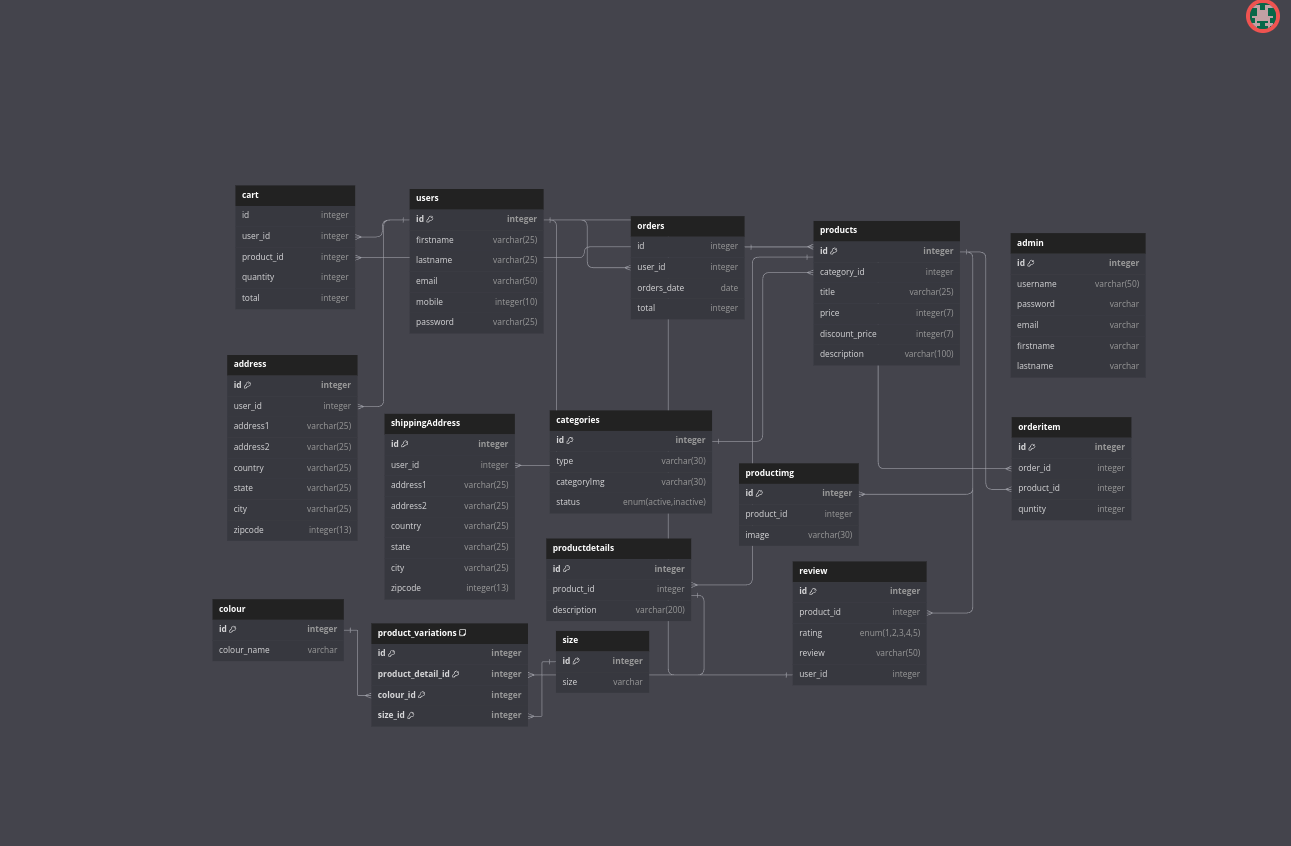 cart
id integer
user_id integer
product_id integer
quantity integer
total integer
users
id integer
firstname varchar(25)
lastname varchar(25)
email varchar(50)
mobile integer(10)
password varchar(25)
orders
id integer
user_id integer
orders_date date
total integer
products
id integer
category_id integer
title varchar(25)
price integer(7)
discount_price integer(7)
description varchar(100)
admin
id integer
username varchar(50)
password varchar
email varchar
firstname varchar
lastname varchar
address
id integer
user_id integer
address1 varchar(25)
address2 varchar(25)
country varchar(25)
state varchar(25)
city varchar(25)
zipcode integer(13)
shippingAddress
id integer
user_id integer
address1 varchar(25)
address2 varchar(25)
country varchar(25)
state varchar(25)
city varchar(25)
zipcode integer(13)
categories
id integer
type varchar(30)
categoryImg varchar(30)
status enum(active,inactive)
productimg
id integer
product_id integer
image varchar(30)
orderitem
id integer
order_id integer
product_id integer
quntity integer
productdetails
id integer
product_id integer
description varchar(200)
review
id integer
product_id integer
rating enum(1,2,3,4,5)
review varchar(50)
user_id integer
colour
id integer
colour_name varchar
product_variations
id integer
product_detail_id integer
colour_id integer
size_id integer
size
id integer
size varchar